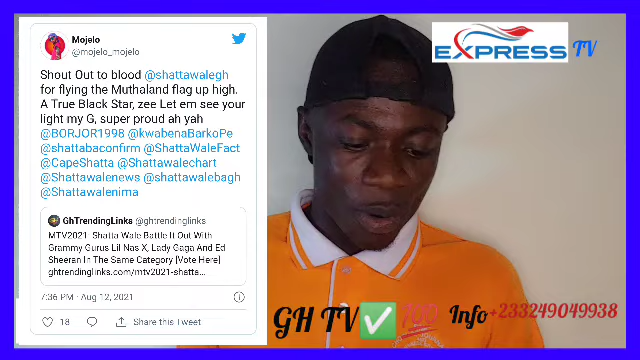 Mojelo
@mojelo_mojelo
Shout Out to blood @shattawalegh
for flying the Muthaland flag up high.
A True Black Star, zee Let em see your
light my G, super proud ah yah
@BORJOR1998 @kwabenaBarkoPe
@shattabaconfirm @ShattaWaleFact
@CapeShatta @Shattawalechart
@Shattawalenews @shattawalebagh
@Shattawalenima
GhTrendingLinks @ghtrendinglinks
MTV2021: Shatta Wale Battle It Out With
Grammy Gurus Lil Nas X, Lady Gaga And Ed
Sheeran In The Same Category [Vote Here]
ghtrendinglinks.com/mtv2021-shatta...
7:36 PM · Aug 12, 2021
18
Share this Tweet
EXPRESS TV
GH TV✅
Info+233249049938